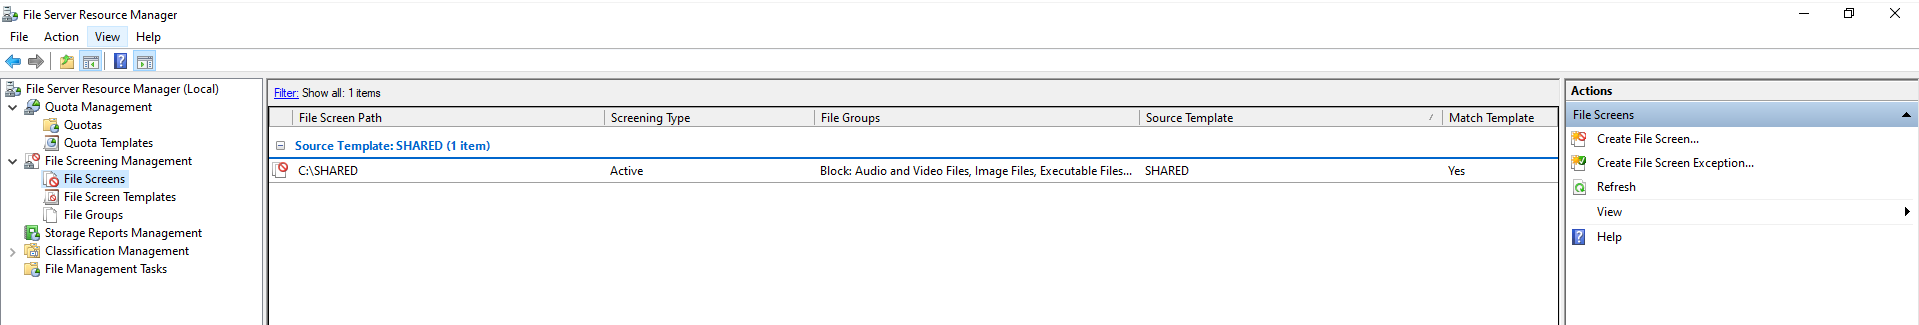 File Server Resource Manager
File Action View Help
File Server Resource Manager (Local)
Quota Management
Quotas
Quota Templates
File Screening Management
File Screens
File Screen Templates
File Groups
Storage Reports Management
Classification Management
File Management Tasks
Filter: Show all: 1 items
File Screen Path Screening Type File Groups Source Template Match Template
Source Template: SHARED (1 item)
C:\SHARED Active Block: Audio and Video Files, Image Files, Executable Files... SHARED Yes
Actions
File Screens
Create File Screen...
Create File Screen Exception...
Refresh
View
Help